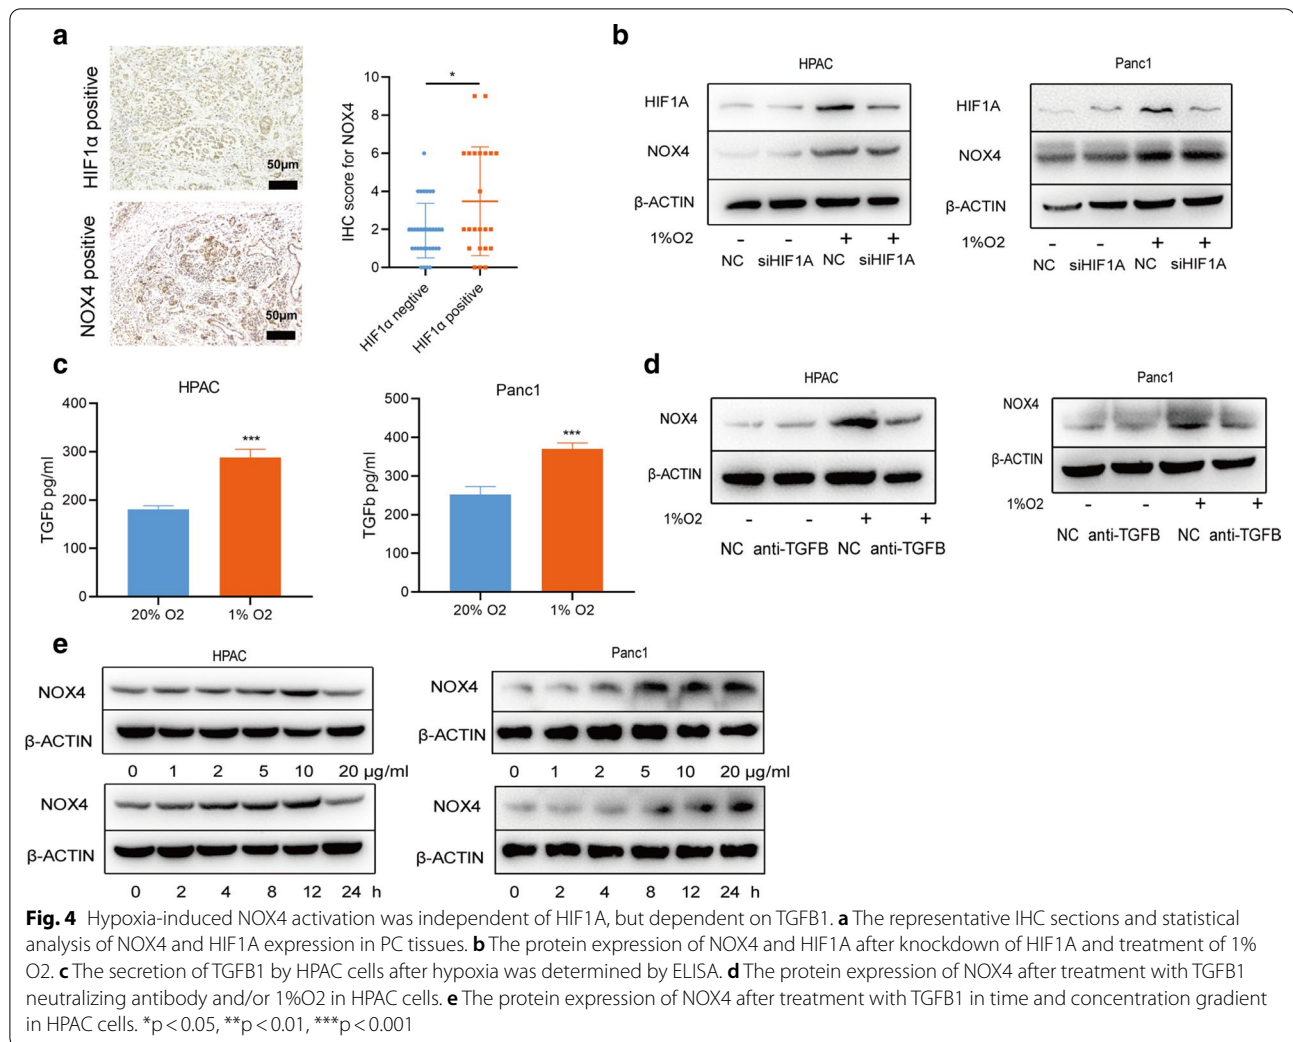 a
HIF1α positive
50µm
NOX4 positive
50µm
IHC score for NOX4
10
8
6
4
2
0
*
HIF1α negtive
HIF1α positive
b
HPAC
HIF1A
NOX4
β-ACTIN
1%O2 - - + +
NC siHIF1A NC siHIF1A
Panc1
HIF1A
NOX4
β-ACTIN
1%O2 - - + +
NC siHIF1A NC siHIF1A
c
HPAC
TGFb pg/ml
400
300
200
100
0
***
20% O2 1% O2
Panc1
TGFb pg/ml
500
400
300
200
100
0
***
20% O2 1% O2
d
HPAC
NOX4
β-ACTIN
1%O2 - - + +
NC anti-TGFB NC anti-TGFB
Panc1
NOX4
β-ACTIN
1%O2 - - + +
NC anti-TGFB NC anti-TGFB
e
HPAC
NOX4
β-ACTIN
0 1 2 5 10 20 µg/ml
NOX4
β-ACTIN
0 2 4 8 12 24 h
Panc1
NOX4
β-ACTIN
0 1 2 5 10 20 µg/ml
NOX4
β-ACTIN
0 2 4 8 12 24 h
Fig. 4 Hypoxia-induced NOX4 activation was independent of HIF1A, but dependent on TGFB1. a The representative IHC sections and statistical
analysis of NOX4 and HIF1A expression in PC tissues. b The protein expression of NOX4 and HIF1A after knockdown of HIF1A and treatment of 1%
O2. c The secretion of TGFB1 by HPAC cells after hypoxia was determined by ELISA. d The protein expression of NOX4 after treatment with TGFB1
neutralizing antibody and/or 1%O2 in HPAC cells. e The protein expression of NOX4 after treatment with TGFB1 in time and concentration gradient
in HPAC cells. *p < 0.05, **p < 0.01, ***p < 0.001